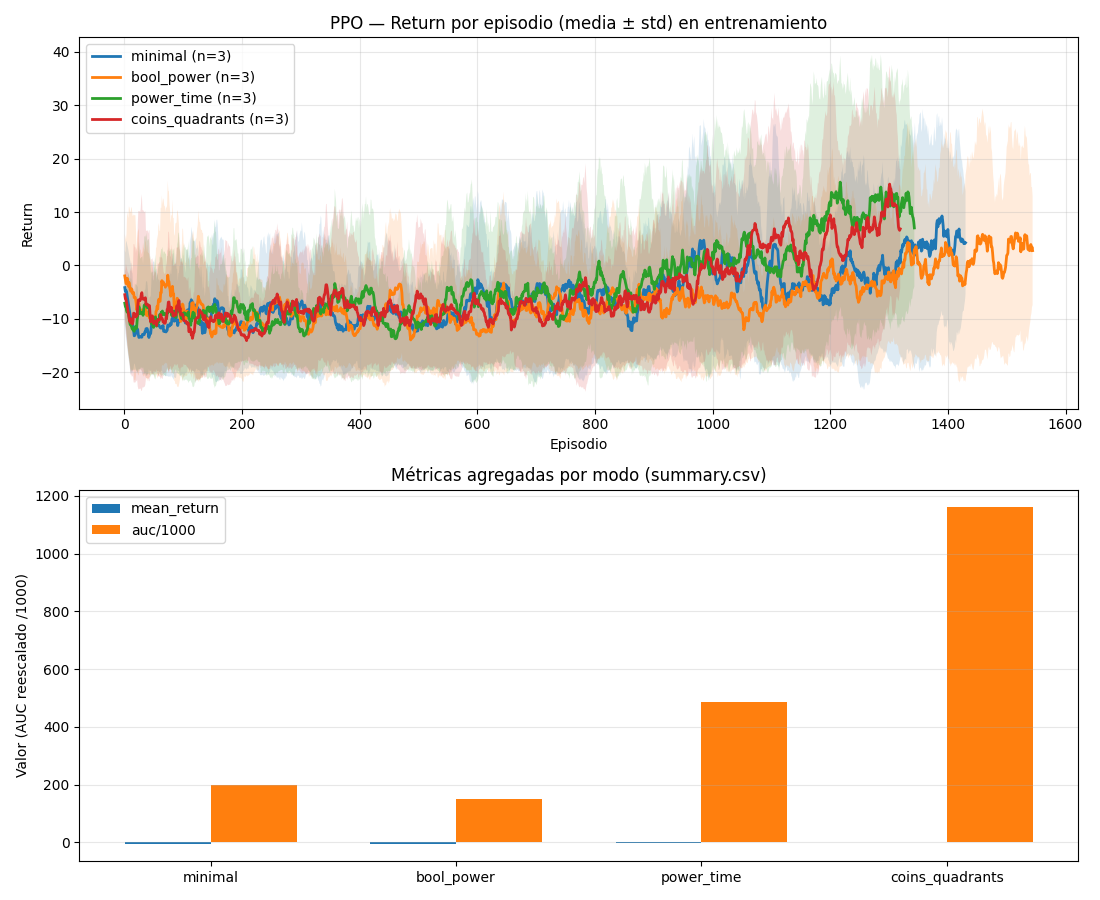 PPO — Return por episodio (media ± std) en entrenamiento
minimal (n=3)
bool_power (n=3)
power_time (n=3)
coins_quadrants (n=3)
40
30
20
10
0
−10
−20
Return
0 200 400 600 800 1000 1200 1400 1600
Episodio
Métricas agregadas por modo (summary.csv)
mean_return
auc/1000
1200
1000
800
600
400
200
0
Valor (AUC reescalado /1000)
minimal bool_power power_time coins_quadrants